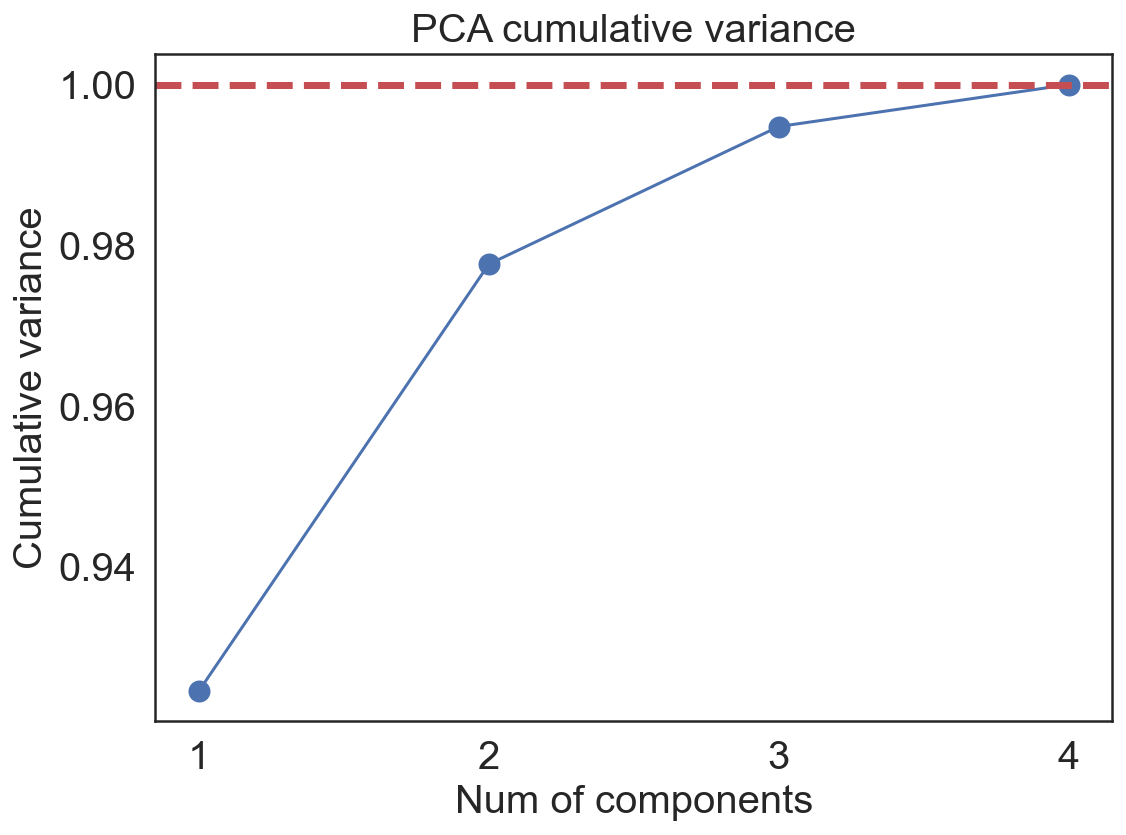 PCA cumulative variance
1.00
0.98
0.96
0.94
Cumulative variance
1 2 3 4
Num of components